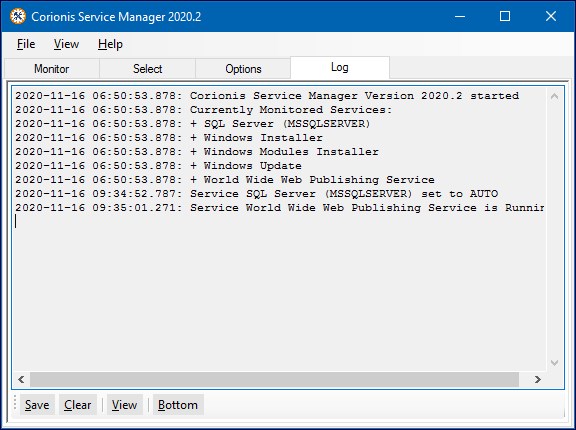 Corionis Service Manager 2020.2
File View Help
Monitor Select Options Log
2020-11-16 06:50:53.878: Corionis Service Manager Version 2020.2 started
2020-11-16 06:50:53.878: Currently Monitored Services:
2020-11-16 06:50:53.878: + SQL Server (MSSQLSERVER)
2020-11-16 06:50:53.878: + Windows Installer
2020-11-16 06:50:53.878: + Windows Modules Installer
2020-11-16 06:50:53.878: + Windows Update
2020-11-16 06:50:53.878: + World Wide Web Publishing Service
2020-11-16 09:34:52.787: Service SQL Server (MSSQLSERVER) set to AUTO
2020-11-16 09:35:01.271: Service World Wide Web Publishing Service is Runnin
Save Clear View Bottom